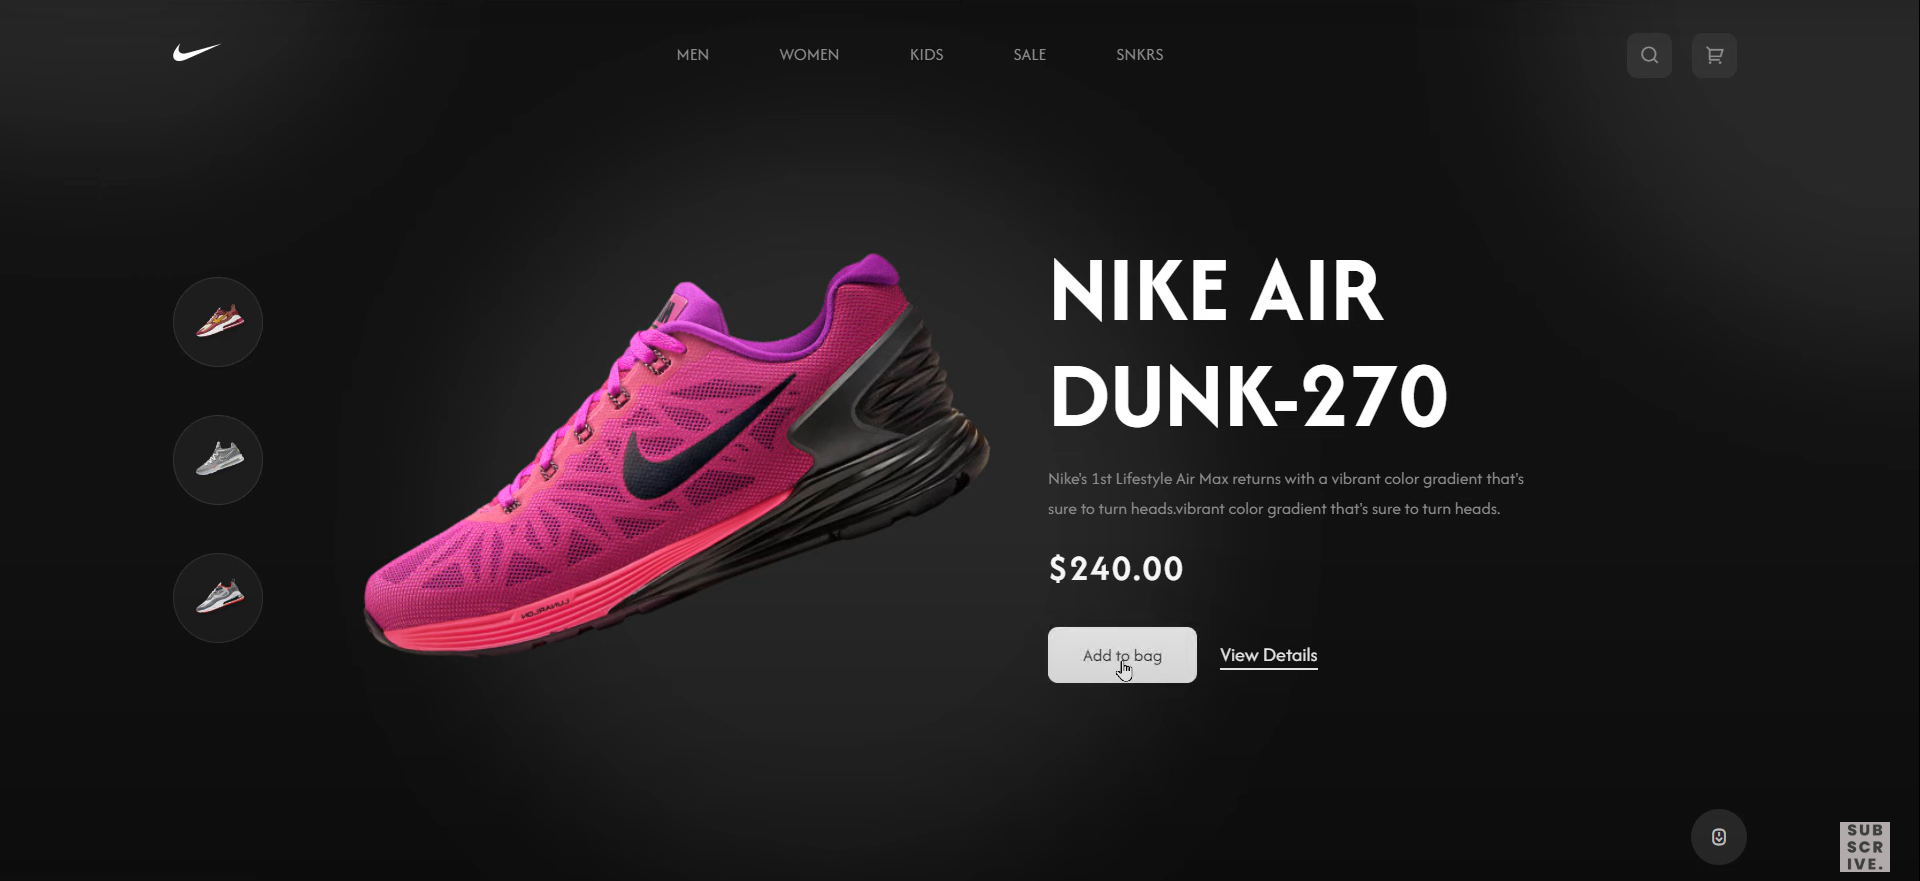 MEN WOMEN KIDS SALE SNKRS
NIKE AIR
DUNK-270
Nike's 1st Lifestyle Air Max returns with a vibrant color gradient that's
sure to turn heads.vibrant color gradient that's sure to turn heads.
$240.00
Add to bag View Details
LUNARLON
SUB
SCR
IVE.